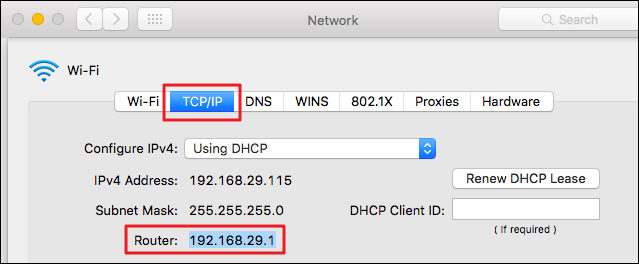 Network
Search
Wi-Fi
Wi-Fi TCP/IP DNS WINS 802.1X Proxies Hardware
Configure IPv4: Using DHCP
IPv4 Address: 192.168.29.115 Renew DHCP Lease
Subnet Mask: 255.255.255.0 DHCP Client ID:
( If required )
Router: 192.168.29.1